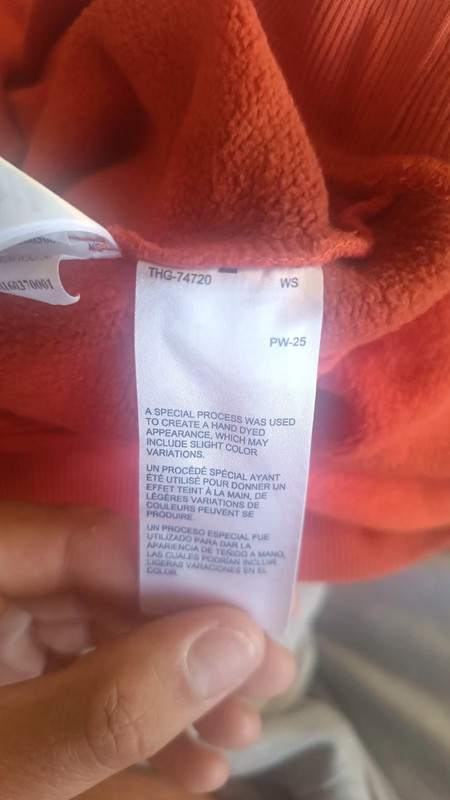 THG-74720 WS
PW-25
A SPECIAL PROCESS WAS USED
TO CREATE A HAND DYED
APPEARANCE, WHICH MAY
INCLUDE SLIGHT COLOR
VARIATIONS.
UN PROCÉDÉ SPÉCIAL AYANT
ÉTÉ UTILISÉ POUR DONNER UN
EFFET TEINT À LA MAIN, DE
LÉGÈRES VARIATIONS DE
COULEURS PEUVENT SE
PRODUIRE.
UN PROCESO ESPECIAL FUE
UTILIZADO PARA DAR LA
APARIENCIA DE TEÑIDO A MANO,
LAS CUALES PODRÍAN INCLUIR
LIGERAS VARIACIONES EN EL
COLOR.